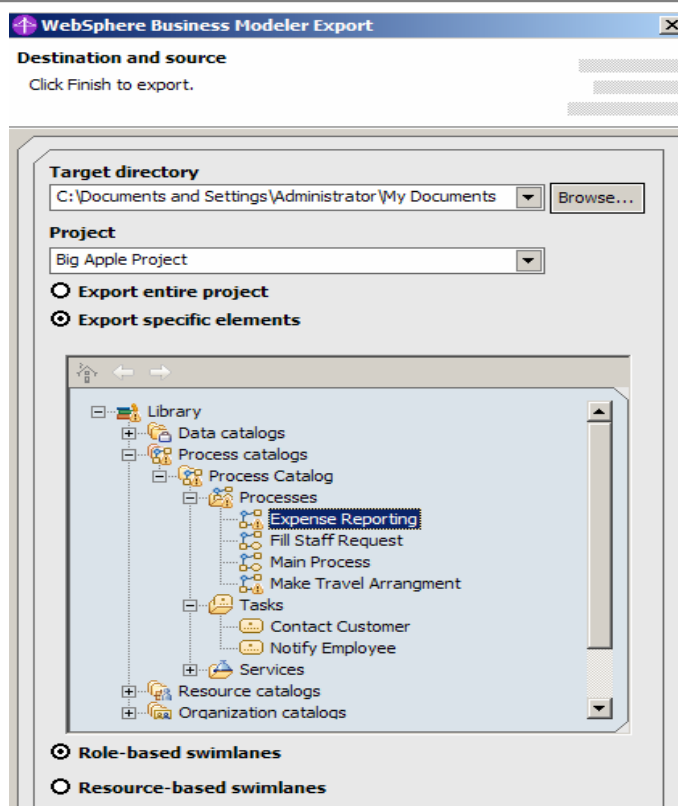 WebSphere Business Modeler Export
Destination and source
Click Finish to export.
Target directory
C:\Documents and Settings\Administrator\My Documents
Browse...
Project
Big Apple Project
Export entire project
Export specific elements
Library
Data catalogs
Process catalogs
Process Catalog
Processes
Expense Reporting
Fill Staff Request
Main Process
Make Travel Arrangment
Tasks
Contact Customer
Notify Employee
Services
Resource catalogs
Organization catalogs
Role-based swimlanes
Resource-based swimlanes